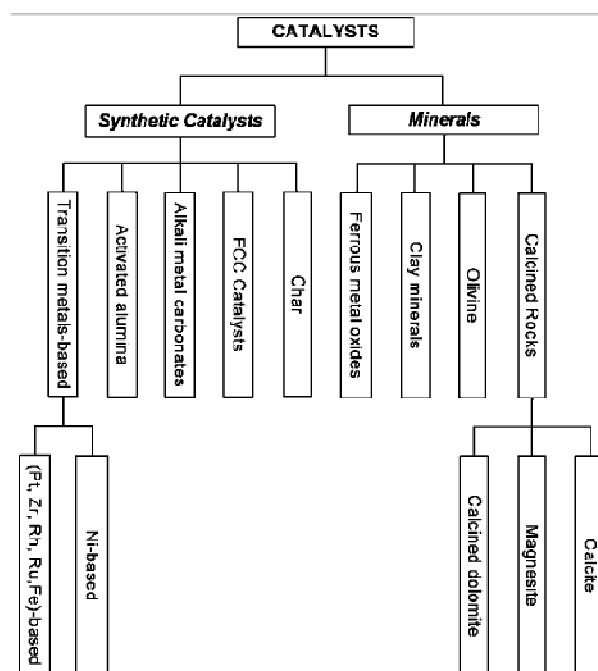 CATALYSTS
Synthetic Catalysts
Minerals
Transition metals-based
Activated alumina
Alkali metal carbonates
FCC Catalysts
Char
Ferrous metal oxides
Clay minerals
Olivine
Calcined Rocks
(Pt, Zr, Rh, Ru,Fe)-based
Ni-based
Calcined dolomite
Magnesite
Calcite